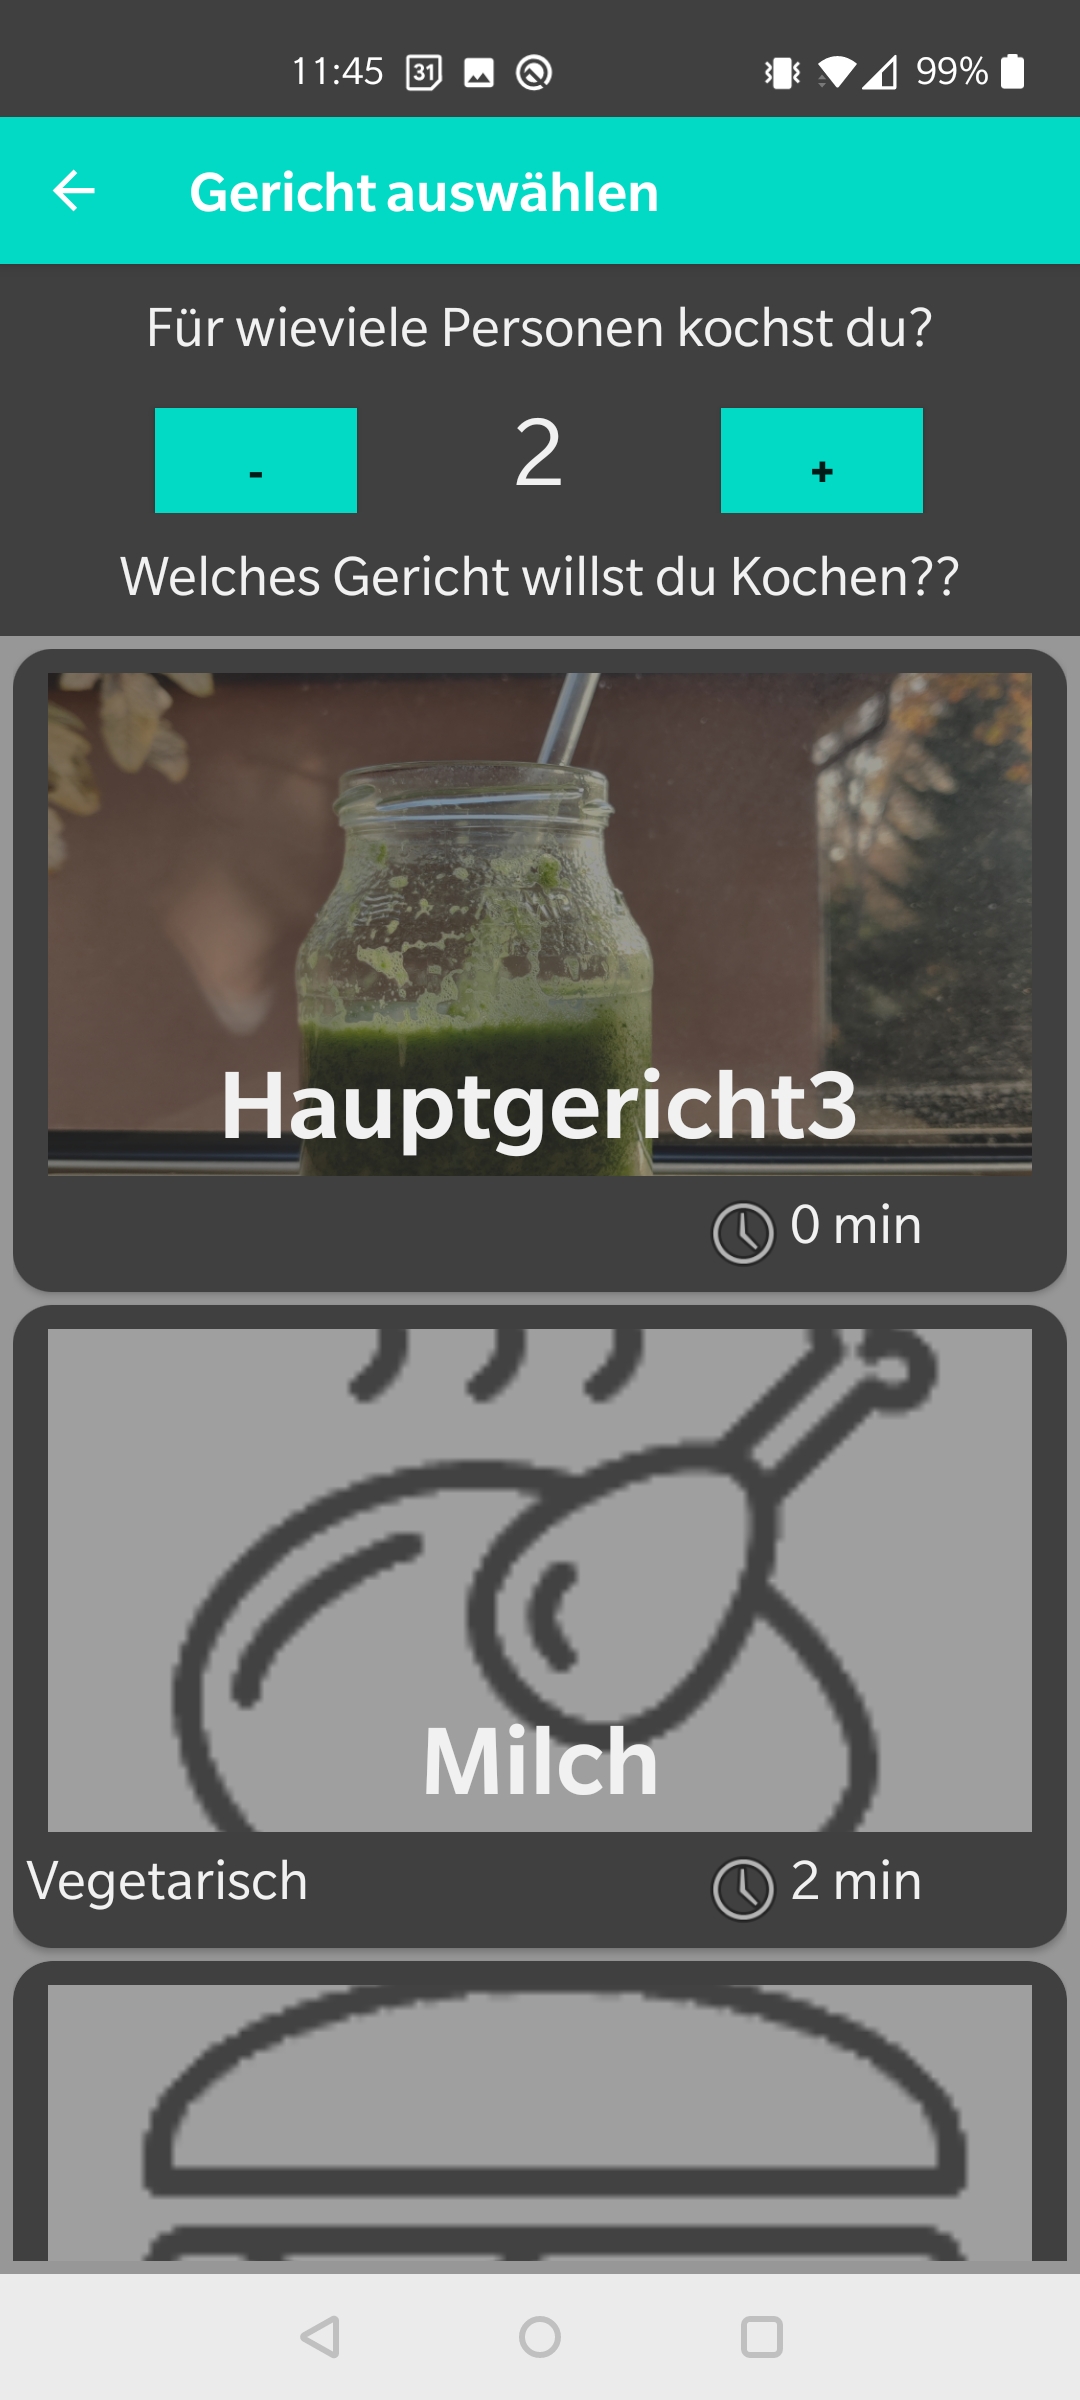 11:45 31 99%
Gericht auswählen
Für wieviele Personen kochst du?
- 2 +
Welches Gericht willst du Kochen??
Hauptgericht3
0 min
Milch
Vegetarisch 2 min